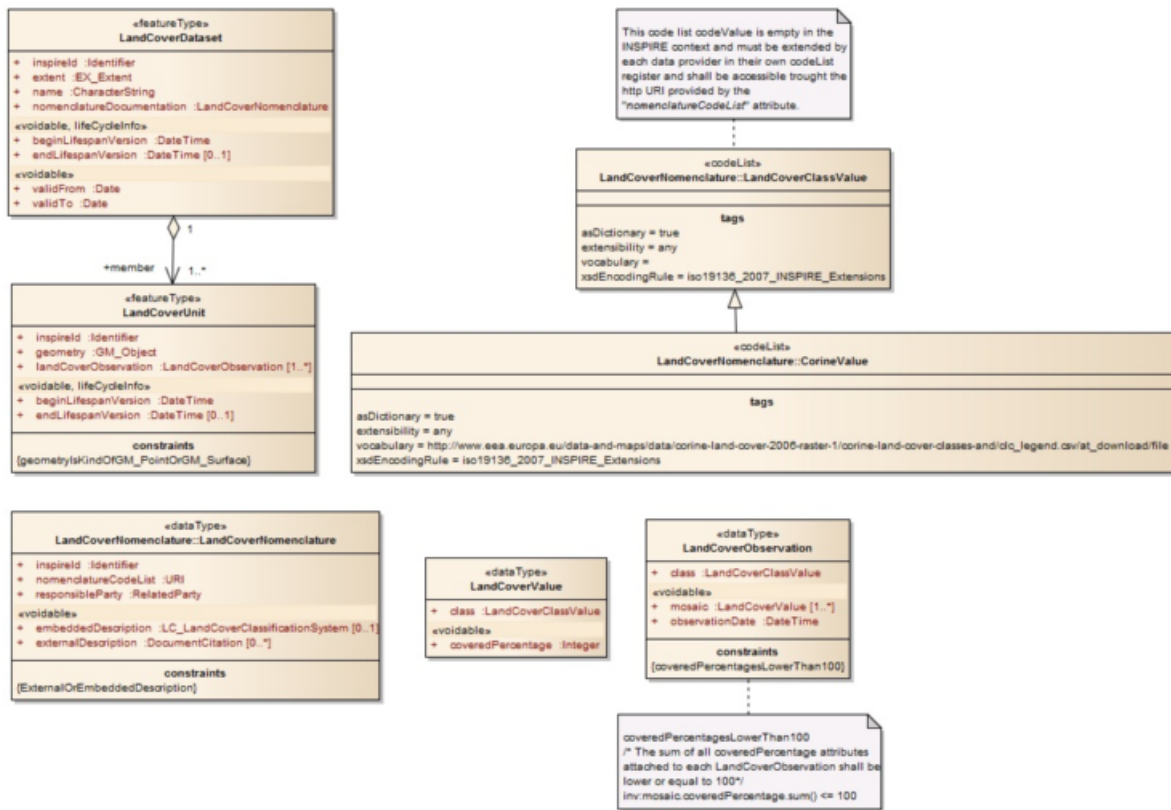 «featureType»
LandCoverDataset
+ inspireId :Identifier
+ extent :EX_Extent
+ name :CharacterString
+ nomenclatureDocumentation :LandCoverNomenclature
«voidable, lifeCycleInfo»
+ beginLifespanVersion :DateTime
+ endLifespanVersion :DateTime [0..1]
«voidable»
+ validFrom :Date
+ validTo :Date
1
+member
1..*
«featureType»
LandCoverUnit
+ inspireId :Identifier
+ geometry :GM_Object
+ landCoverObservation :LandCoverObservation [1..*]
«voidable, lifeCycleInfo»
+ beginLifespanVersion :DateTime
+ endLifespanVersion :DateTime [0..1]
constraints
{geometryIsKindOfGM_PointOrGM_Surface}
This code list codeValue is empty in the
INSPIRE context and must be extended by
each data provider in their own codeList
register and shall be accessible trought the
http URI provided by the
"nomenclatureCodeList" attribute.
«codeList»
LandCoverNomenclature::LandCoverClassValue
tags
asDictionary = true
extensibility = any
vocabulary =
xsdEncodingRule = iso19136_2007_INSPIRE_Extensions
«codeList»
LandCoverNomenclature::CorineValue
tags
asDictionary = true
extensibility = any
vocabulary = http://www.eea.europa.eu/data-and-maps/data/corine-land-cover-2006-raster-1/corine-land-cover-classes-and/clc_legend.csv/at_download/file
xsdEncodingRule = iso19136_2007_INSPIRE_Extensions
«dataType»
LandCoverNomenclature::LandCoverNomenclature
+ inspireId :Identifier
+ nomenclatureCodeList :URI
+ responsibleParty :RelatedParty
«voidable»
+ embeddedDescription :LC_LandCoverClassificationSystem [0..1]
+ externalDescription :DocumentCitation [0..*]
constraints
{ExternalOrEmbeddedDescription}
«dataType»
LandCoverValue
+ class :LandCoverClassValue
«voidable»
+ coveredPercentage :Integer
«dataType»
LandCoverObservation
+ class :LandCoverClassValue
«voidable»
+ mosaic :LandCoverValue [1..*]
+ observationDate :DateTime
constraints
{coveredPercentagesLowerThan100}
coveredPercentagesLowerThan100
/* The sum of all coveredPercentage attributes
attached to each LandCoverObservation shall be
lower or equal to 100*/
inv:mosaic.coveredPercentage.sum() <= 100